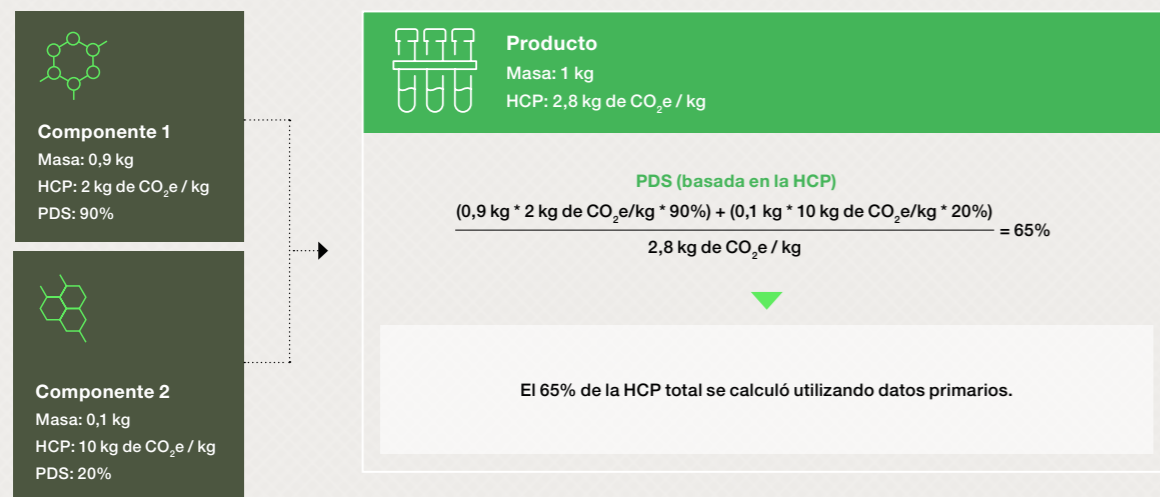 Componente 1
Masa: 0,9 kg
HCP: 2 kg de CO₂e / kg
PDS: 90%
Componente 2
Masa: 0,1 kg
HCP: 10 kg de CO₂e / kg
PDS: 20%
Producto
Masa: 1 kg
HCP: 2,8 kg de CO₂e / kg
PDS (basada en la HCP)
(0,9 kg * 2 kg de CO₂e/kg * 90%) + (0,1 kg * 10 kg de CO₂e/kg * 20%)
= 65%
2,8 kg de CO₂e / kg
El 65% de la HCP total se calculó utilizando datos primarios.